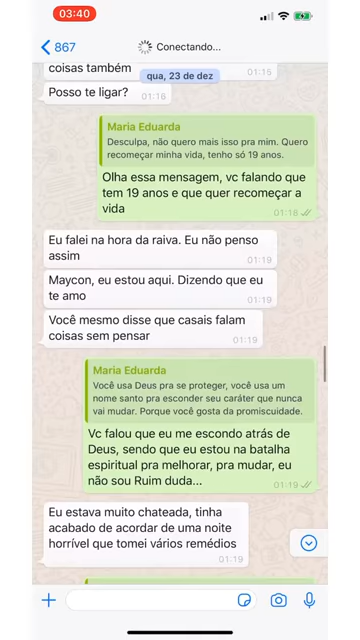 03:40
867
Conectando...
coisas também
01:15
qua, 23 de dez
Posso te ligar?
01:16
Maria Eduarda
Desculpa, não quero mais isso pra mim. Quero
recomeçar minha vida, tenho só 19 anos.
Olha essa mensagem, vc falando que
tem 19 anos e que quer recomeçar a
vida
01:18
Eu falei na hora da raiva. Eu não penso
assim
01:19
Maycon, eu estou aqui. Dizendo que eu
te amo
01:19
Você mesmo disse que casais falam
coisas sem pensar
01:19
Maria Eduarda
Você usa Deus pra se proteger, você usa um
nome santo pra esconder seu caráter que nunca
vai mudar. Porque você gosta da promiscuidade.
Vc falou que eu me escondo atrás de
Deus, sendo que eu estou na batalha
espiritual pra melhorar, pra mudar, eu
não sou Ruim duda...
01:19
Eu estava muito chateada, tinha
acabado de acordar de uma noite
horrível que tomei vários remédios
01:19